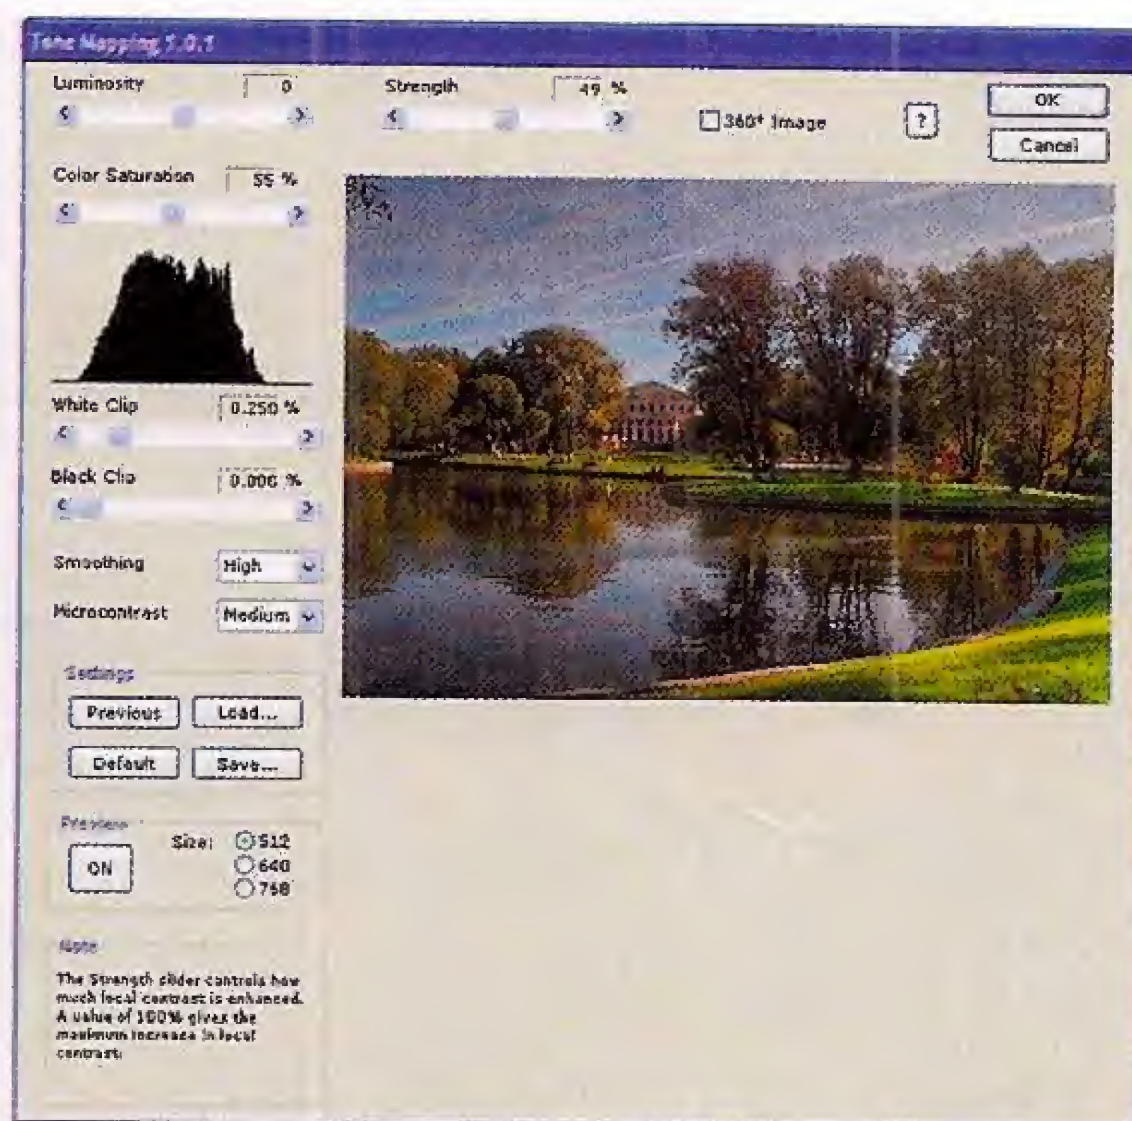 Tone Mapping 1.0.1
Luminosity 0
Strength 49 %
360° Image
?
OK
Cancel
Color Saturation 55 %
White Clip 0.250 %
Black Clip %
Smoothing High
Microcontrast Medium
Settings
Previous Load...
Default Save...
Preview
Size: 512
ON
640
768
Note
The Strength slider controls how
much local contrast is enhanced.
A value of 100% gives the
maximum increase in local
contrast.